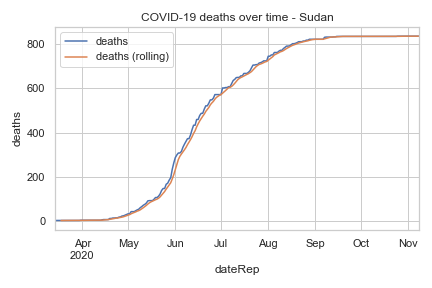 COVID-19 deaths over time - Sudan
deaths
deaths (rolling)
800
600
400
200
0
deaths
Apr May Jun Jul Aug Sep Oct Nov
2020
dateRep